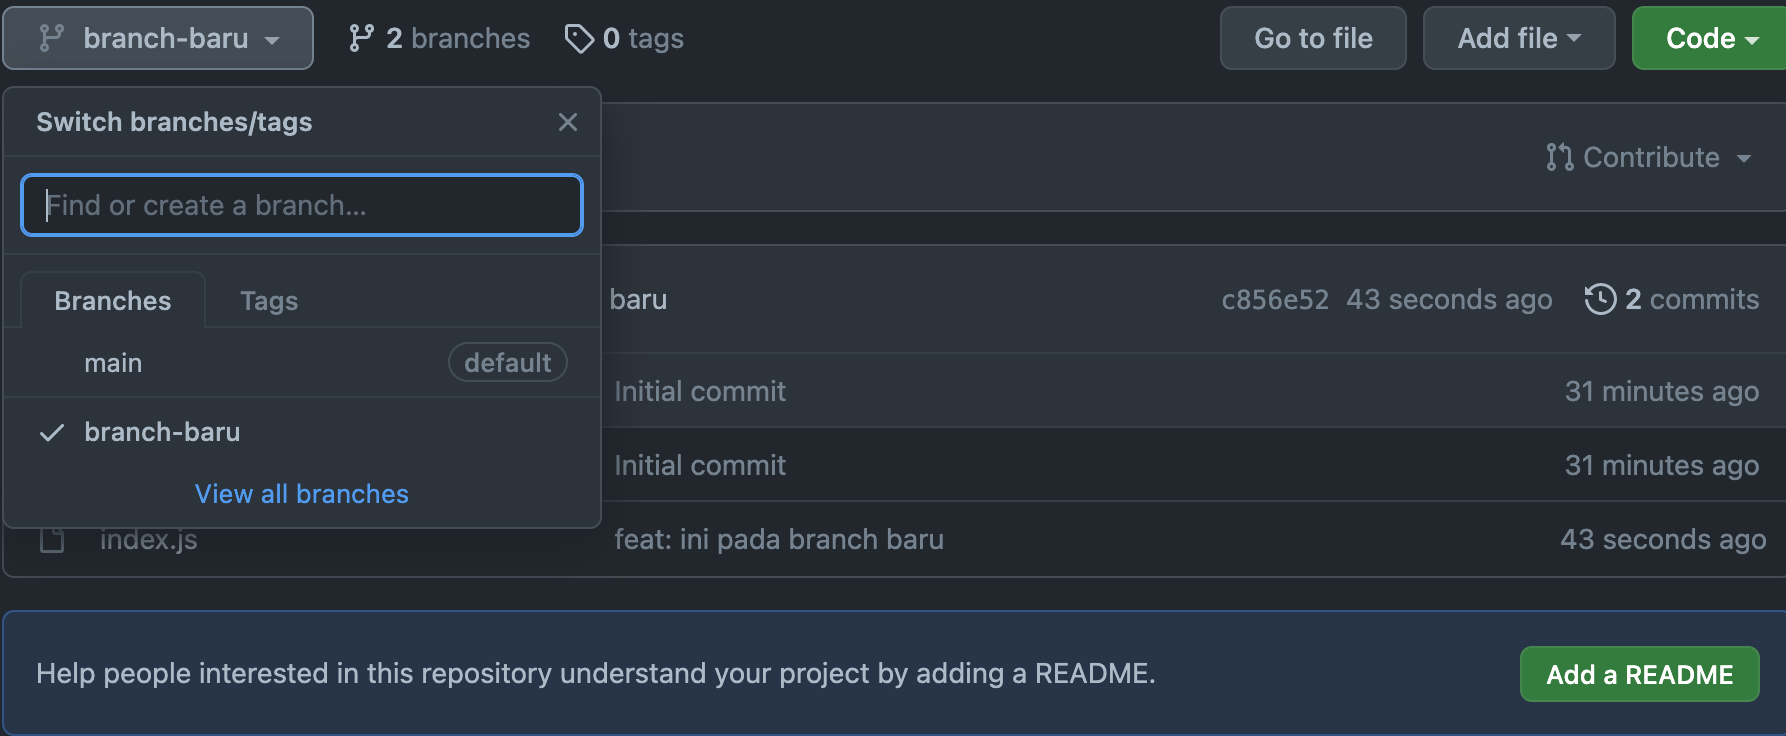 branch-baru 2 branches 0 tags Go to file Add file Code
Switch branches/tags
Contribute
Find or create a branch...
Branches Tags
baru c856e52 43 seconds ago 2 commits
main default
Initial commit 31 minutes ago
branch-baru
Initial commit 31 minutes ago
View all branches
index.js feat: ini pada branch baru 43 seconds ago
Help people interested in this repository understand your project by adding a README. Add a README